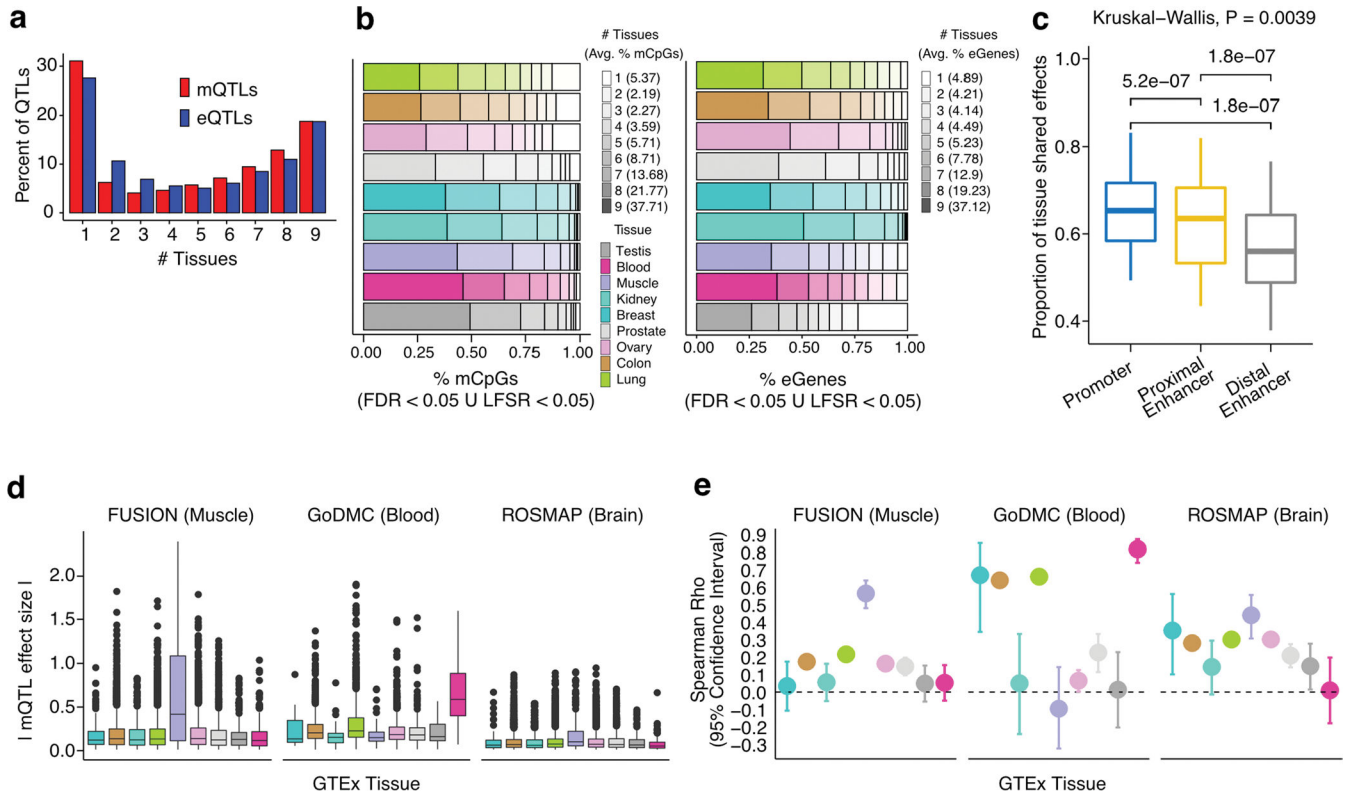 a
Percent of QTLs
30
20
10
0
mQTLs
eQTLs
1 2 3 4 5 6 7 8 9
# Tissues
b
# Tissues
(Avg. % mCpGs)
1 (5.37)
2 (2.19)
3 (2.27)
4 (3.59)
5 (5.71)
6 (8.71)
7 (13.68)
8 (21.77)
9 (37.71)
Tissue
Testis
Blood
Muscle
Kidney
Breast
Prostate
Ovary
Colon
Lung
0.00 0.25 0.50 0.75 1.00
% mCpGs
(FDR < 0.05 U LFSR < 0.05)
# Tissues
(Avg. % eGenes)
1 (4.89)
2 (4.21)
3 (4.14)
4 (4.49)
5 (5.23)
6 (7.78)
7 (12.9)
8 (19.23)
9 (37.12)
0.00 0.25 0.50 0.75 1.00
% eGenes
(FDR < 0.05 U LFSR < 0.05)
c
Kruskal−Wallis, P = 0.0039
Proportion of tissue shared effects
1.0
0.8
0.6
0.4
1.8e−07
5.2e−07
1.8e−07
Promoter
Proximal
Enhancer
Distal
Enhancer
d
FUSION (Muscle) GoDMC (Blood) ROSMAP (Brain)
| mQTL effect size |
2.0
1.5
1.0
0.5
0.0
GTEx Tissue
e
FUSION (Muscle) GoDMC (Blood) ROSMAP (Brain)
Spearman Rho
(95% Confidence Interval)
0.9
0.8
0.7
0.6
0.5
0.4
0.3
0.2
0.1
0.0
−0.1
−0.2
−0.3
GTEx Tissue